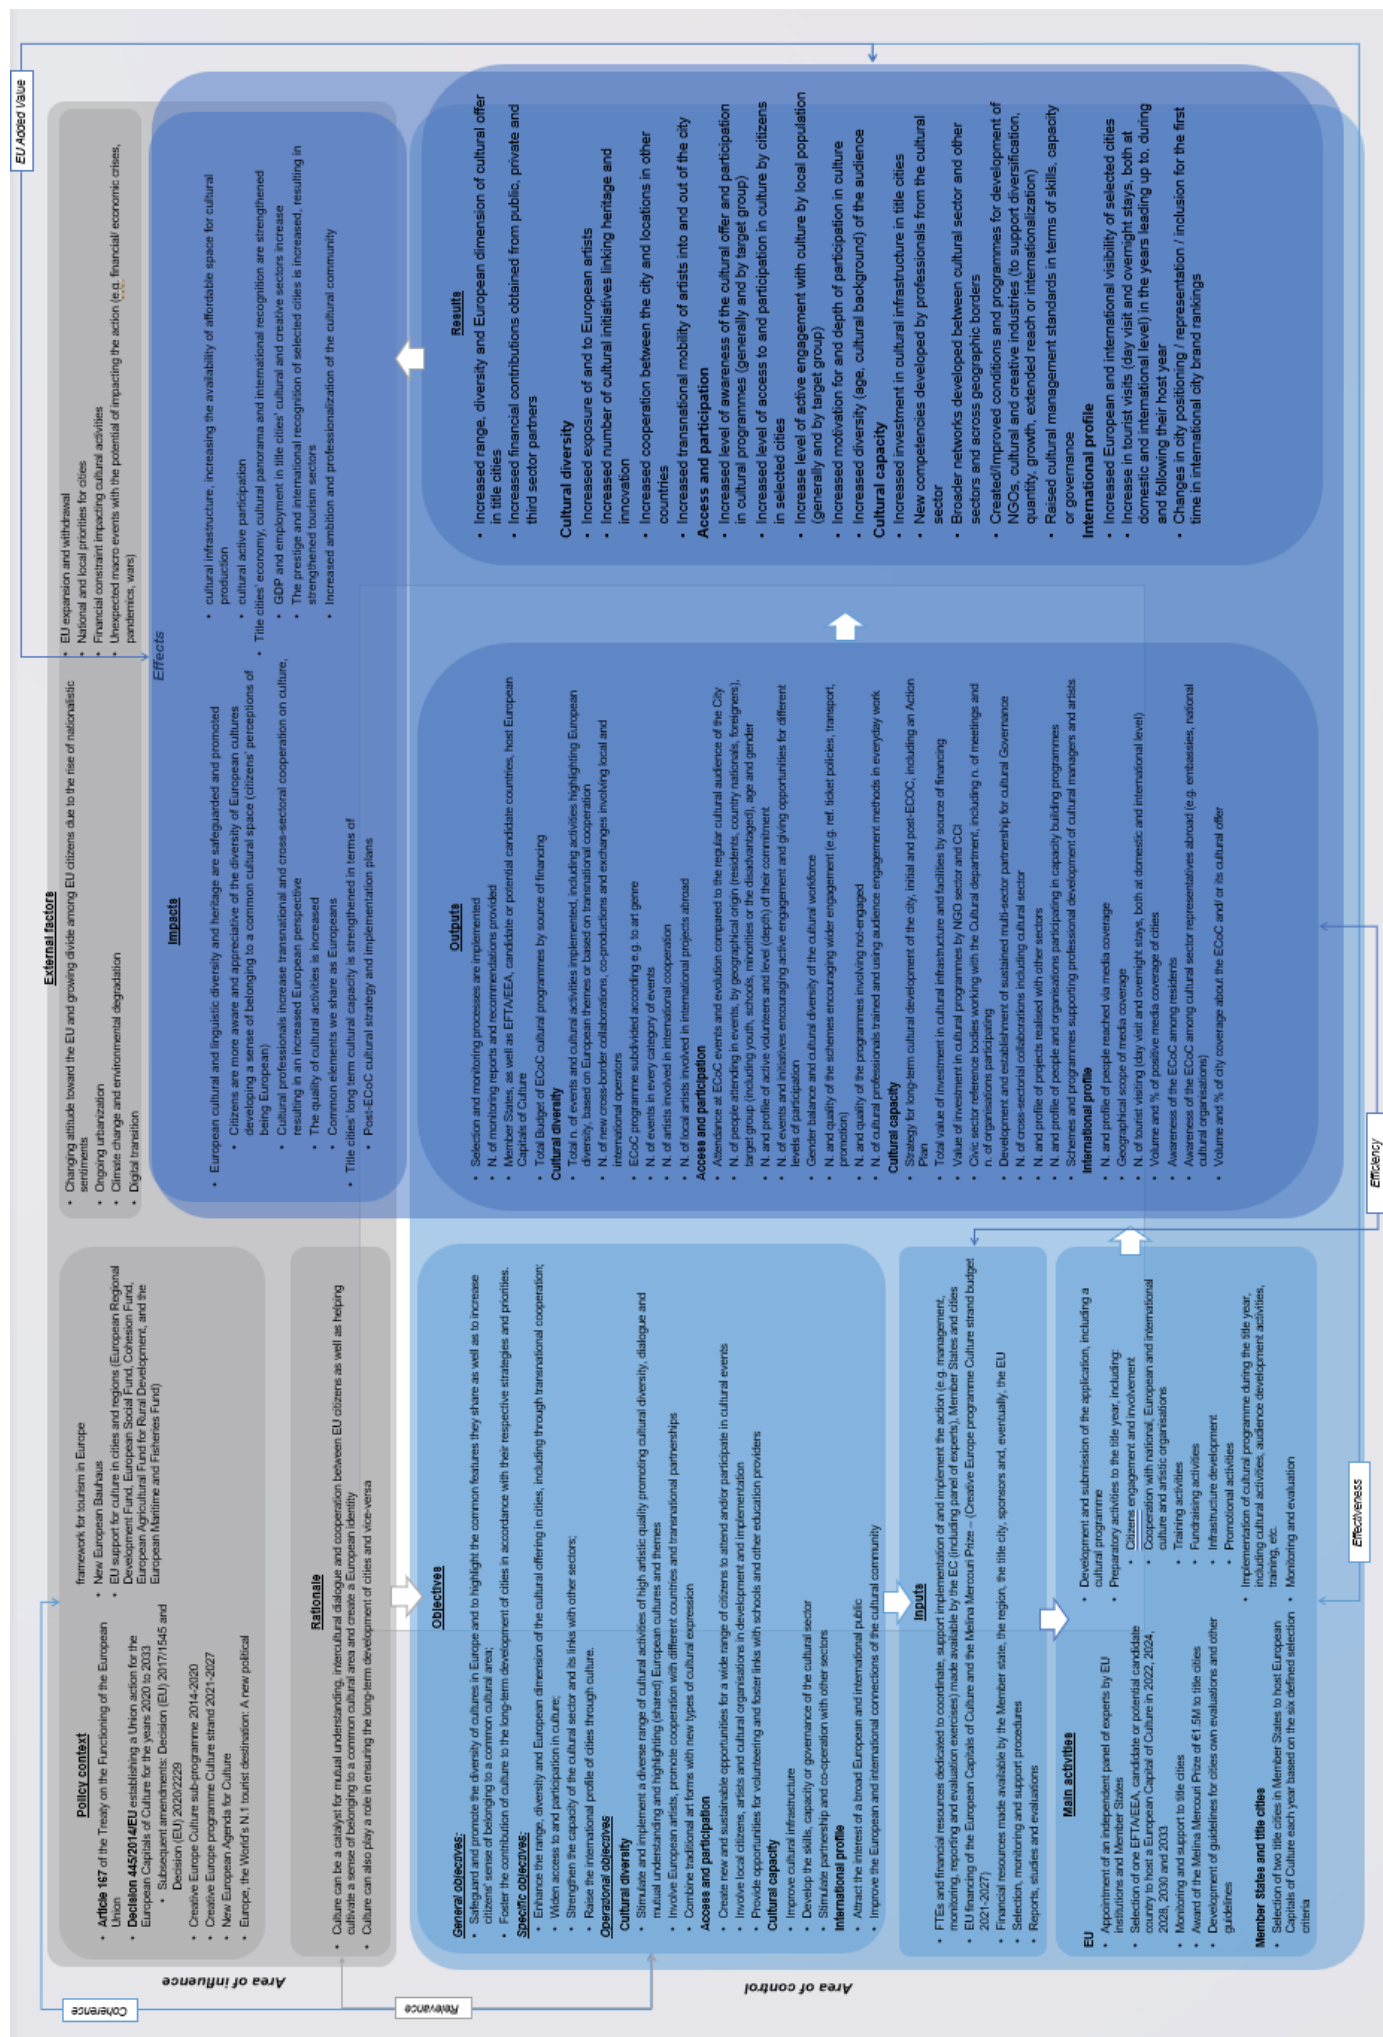 EU Added Value
External factors
• Changing attitude toward the EU and growing divide among EU citizens due to the rise of nationalistic
sentiments
• Ongoing urbanization
• Climate change and environmental degradation
• Digital transition
• EU expansion and withdrawal
• National and local priorities for cities
• Financial constraint impacting cultural activities
• Unexpected macro events with the potential of impacting the action (e.g. financial/ economic crises,
pandemics, wars)
Coherence
Area of influence
Policy context
• Article 167 of the Treaty on the Functioning of the European
Union
• Decision 445/2014/EU establishing a Union action for the
European Capitals of Culture for the years 2020 to 2033
• Subsequent amendments: Decision (EU) 2017/1545 and
Decision (EU) 2020/2229
• Creative Europe Culture sub-programme 2014-2020
• Creative Europe programme Culture strand 2021-2027
• New European Agenda for Culture
• Europe, the World's N.1 tourist destination: A new political
framework for tourism in Europe
• New European Bauhaus
• EU support for culture in cities and regions (European Regional
Development Fund, European Social Fund, Cohesion Fund,
European Agricultural Fund for Rural Development, and the
European Maritime and Fisheries Fund)
Rationale
• Culture can be a catalyst for mutual understanding, intercultural dialogue and cooperation between EU citizens as well as helping
cultivate a sense of belonging to a common cultural area and create a European identity
• Culture can also play a role in ensuring the long-term development of cities and vice-versa
Effects
Impacts
• European cultural and linguistic diversity and heritage are safeguarded and promoted
• Citizens are more aware and appreciative of the diversity of European cultures
developing a sense of belonging to a common cultural space (citizens' perceptions of
being European)
• Cultural professionals increase transnational and cross-sectoral cooperation on culture,
resulting in an increased European perspective
• The quality of cultural activities is increased
• Common elements we share as Europeans
• Title cities' long term cultural capacity is strengthened in terms of
• Post-ECoC cultural strategy and implementation plans
• cultural infrastructure, increasing the availability of affordable space for cultural
production
• cultural active participation
• Title cities' economy, cultural panorama and international recognition are strengthened
• GDP and employment in title cities' cultural and creative sectors increase
• The prestige and international recognition of selected cities is increased, resulting in
strengthened tourism sectors
• Increased ambition and professionalization of the cultural community
Relevance
Area of control
Objectives
General objectives:
• Safeguard and promote the diversity of cultures in Europe and to highlight the common features they share as well as to increase
citizens' sense of belonging to a common cultural area;
• Foster the contribution of culture to the long-term development of cities in accordance with their respective strategies and priorities.
Specific objectives:
• Enhance the range, diversity and European dimension of the cultural offering in cities, including through transnational cooperation;
• Widen access to and participation in culture;
• Strengthen the capacity of the cultural sector and its links with other sectors;
• Raise the international profile of cities through culture.
Operational objectives
Cultural diversity
• Stimulate and implement a diverse range of cultural activities of high artistic quality promoting cultural diversity, dialogue and
mutual understanding and highlighting (shared) European cultures and themes
• Involve European artists, promote cooperation with different countries and transnational partnerships
• Combine traditional art forms with new types of cultural expression
Access and participation
• Create new and sustainable opportunities for a wide range of citizens to attend and/or participate in cultural events
• Involve local citizens, artists and cultural organisations in development and implementation
• Provide opportunities for volunteering and foster links with schools and other education providers
Cultural capacity
• Improve cultural infrastructure
• Develop the skills, capacity or governance of the cultural sector
• Stimulate partnership and co-operation with other sectors
International profile
• Attract the interest of a broad European and international public
• Improve the European and international connections of the cultural community
Inputs
• FTEs and financial resources dedicated to coordinate, support implementation of and implement the action (e.g. management,
monitoring, reporting and evaluation exercises) made available by the EC (including panel of experts), Member States and cities
• EU financing of the European Capitals of Culture and the Melina Mercouri Prize – (Creative Europe programme Culture strand budget
2021-2027)
• Financial resources made available by the Member state, the region, the title city, sponsors and, eventually, the EU
• Selection, monitoring and support procedures
• Reports, studies and evaluations
Main activities
EU
• Appointment of an independent panel of experts by EU
institutions and Member States
• Selection of one EFTA/EEA, candidate or potential candidate
country to host a European Capital of Culture in 2022, 2024,
2028, 2030 and 2033
• Monitoring and support to title cities
• Award of the Melina Mercouri Prize of €1.5M to title cities
• Development of guidelines for cities own evaluations and other
guidelines
Member States and title cities
• Selection of two title cities in Member States to host European
Capitals of Culture each year based on the six defined selection
criteria
• Development and submission of the application, including a
cultural programme
• Preparatory activities to the title year, including:
• Citizens engagement and involvement
• Cooperation with national, European and international
culture and artistic organisations
• Training activities
• Fundraising activities
• Infrastructure development
• Promotional activities
• Implementation of cultural programme during the title year,
including cultural activities, audience development activities,
training, etc.
• Monitoring and evaluation
Outputs
• Selection and monitoring processes are implemented
• N. of monitoring reports and recommendations provided
• Member States, as well as EFTA/EEA, candidate or potential candidate countries, host European
Capitals of Culture
• Total Budget of ECoC cultural programmes by source of financing
Cultural diversity
• Total n. of events and cultural activities implemented, including activities highlighting European
diversity, based on European themes or based on transnational cooperation
• N. of new cross-border collaborations, co-productions and exchanges involving local and
international operators
• ECoC programme subdivided according e.g. to art genre
• N. of events in every category of events
• N. of artists involved in international cooperation
• N. of local artists involved in international projects abroad
Access and participation
• Attendance at ECoC events and evolution compared to the regular cultural audience of the City
• N. of people attending in events, by geographical origin (residents, country nationals, foreigners),
target group (including youth, schools, minorities or the disadvantaged), age and gender
• N. and profile of active volunteers and level (depth) of their commitment
• N. of events and initiatives encouraging active engagement and giving opportunities for different
levels of participation
• Gender balance and cultural diversity of the cultural workforce
• N. and quality of the schemes encouraging wider engagement (e.g. ref. ticket policies, transport,
promotion)
• N. and quality of the programmes involving not-engaged
• N. of cultural professionals trained and using audience engagement methods in everyday work
Cultural capacity
• Strategy for long-term cultural development of the city, initial and post-ECOC, including an Action
Plan
• Total value of investment in cultural infrastructure and facilities by source of financing
• Value of investment in cultural programmes by NGO sector and CCI
• Civic sector reference bodies working with the Cultural department, including n. of meetings and
n. of organisations participating
• Development and establishment of sustained multi-sector partnership for cultural Governance
• N. of cross-sectorial collaborations including cultural sector
• N. and profile of projects realised with other sectors
• N. and profile of people and organisations participating in capacity building programmes
• Schemes and programmes supporting professional development of cultural managers and artists
International profile
• N. and profile of people reached via media coverage
• Geographical scope of media coverage
• N. of tourist visiting (day visit and overnight stays, both at domestic and international level)
• Volume and % of positive media coverage of cities
• Awareness of the ECoC among residents
• Awareness of the ECoC among cultural sector representatives abroad (e.g. embassies, national
cultural organisations)
• Volume and % of city coverage about the ECoC and/ or its cultural offer
Results
• Increased range, diversity and European dimension of cultural offer
in title cities
• Increased financial contributions obtained from public, private and
third sector partners
Cultural diversity
• Increased exposure of and to European artists
• Increased number of cultural initiatives linking heritage and
innovation
• Increased cooperation between the city and locations in other
countries
• Increased transnational mobility of artists into and out of the city
Access and participation
• Increased level of awareness of the cultural offer and participation
in cultural programmes (generally and by target group)
• Increased level of access to and participation in culture by citizens
in selected cities
• Increase level of active engagement with culture by local population
(generally and by target group)
• Increased motivation for and depth of participation in culture
• Increased diversity (age, cultural background) of the audience
Cultural capacity
• Increased investment in cultural infrastructure in title cities
• New competencies developed by professionals from the cultural
sector
• Broader networks developed between cultural sector and other
sectors and across geographic borders
• Created/Improved conditions and programmes for development of
NGOs, cultural and creative industries (to support diversification,
quantity, growth, extended reach or internationalization)
• Raised cultural management standards in terms of skills, capacity
or governance
International profile
• Increased European and international visibility of selected cities
• Increase in tourist visits (day visit and overnight stays, both at
domestic and international level) in the years leading up to, during
and following their host year
• Changes in city positioning / representation / inclusion for the first
time in international city brand rankings
Effectiveness
Efficiency